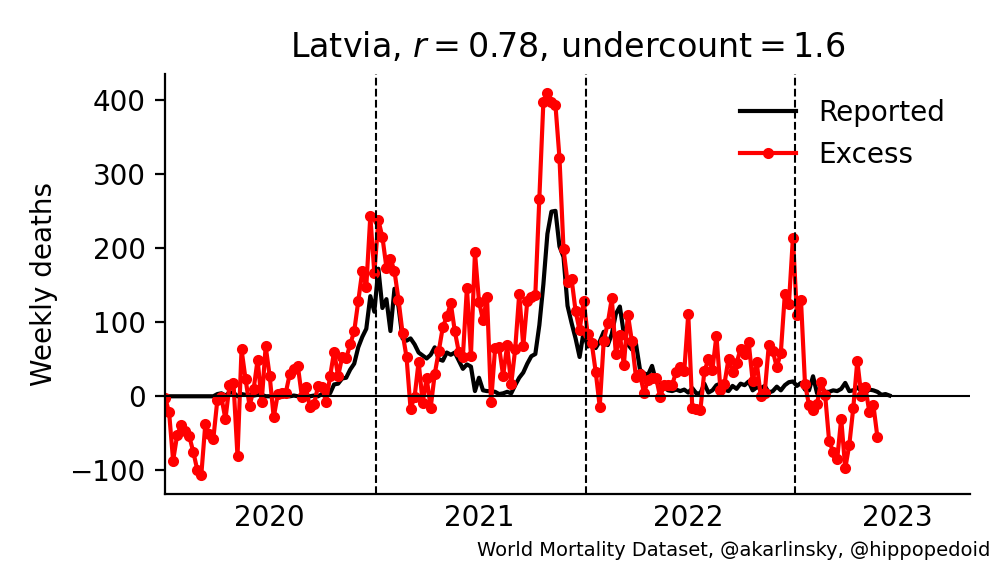 Latvia, r = 0.78, undercount = 1.6
Weekly deaths
400
300
200
100
0
−100
Reported
Excess
2020 2021 2022 2023
World Mortality Dataset, @akarlinsky, @hippopedoid